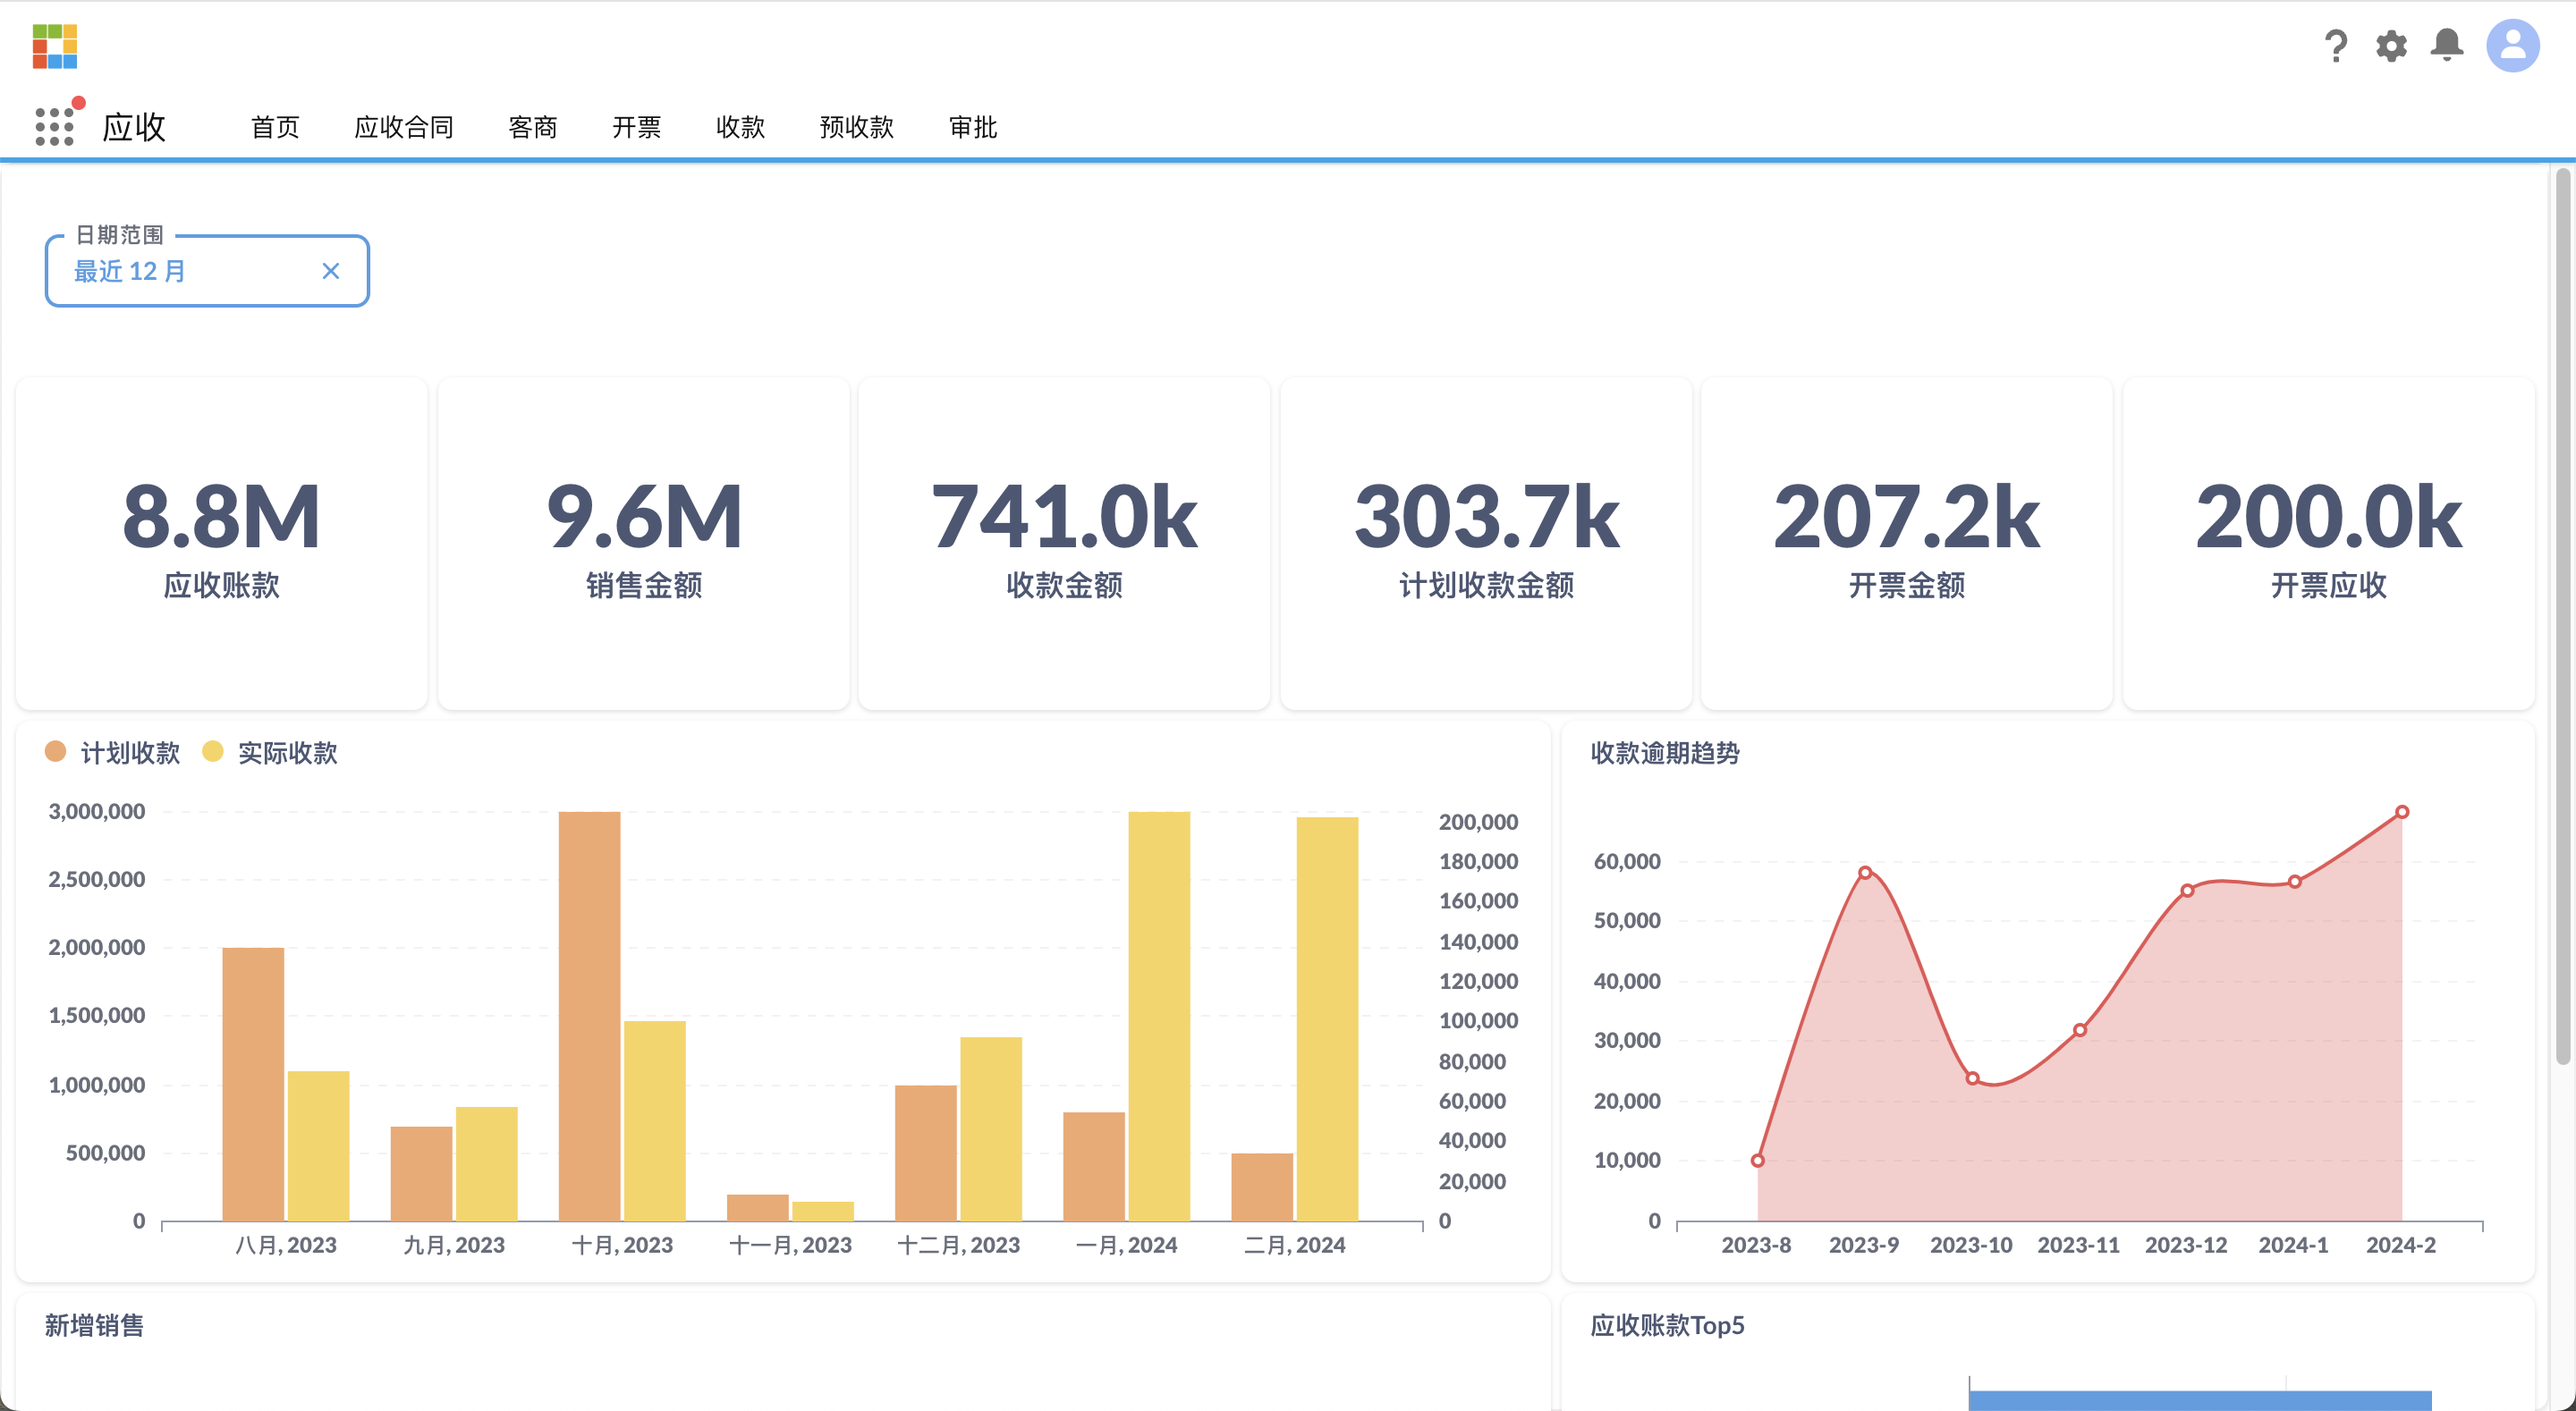 应收
首页 应收合同 客商 开票 收款 预收款 审批
日期范围
最近 12 月
8.8M
应收账款
9.6M
销售金额
741.0k
收款金额
303.7k
计划收款金额
207.2k
开票金额
200.0k
开票应收
计划收款 实际收款
3,000,000
2,500,000
2,000,000
1,500,000
1,000,000
500,000
0
200,000
180,000
160,000
140,000
120,000
100,000
80,000
60,000
40,000
20,000
0
八月, 2023 九月, 2023 十月, 2023 十一月, 2023 十二月, 2023 一月, 2024 二月, 2024
收款逾期趋势
60,000
50,000
40,000
30,000
20,000
10,000
0
2023-8 2023-9 2023-10 2023-11 2023-12 2024-1 2024-2
新增销售
应收账款Top5